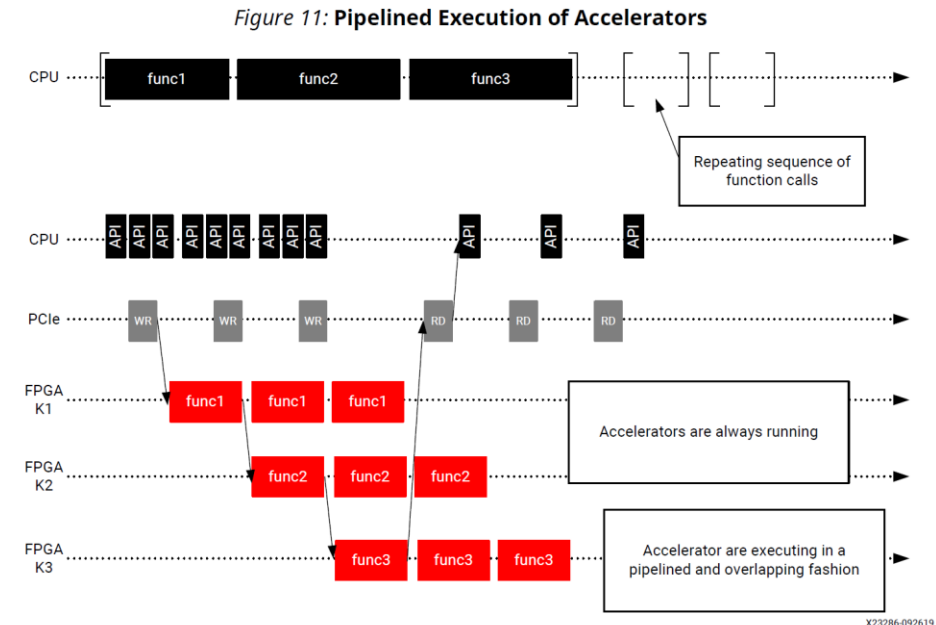 Figure 11: Pipelined Execution of Accelerators
CPU
func1
func2
func3
Repeating sequence of
function calls
CPU
API
API
API
API
API
API
API
API
API
API
API
API
PCIe
WR
WR
WR
RD
RD
RD
FPGA
K1
func1
func1
func1
Accelerators are always running
FPGA
K2
func2
func2
func2
FPGA
K3
func3
func3
func3
Accelerator are executing in a
pipelined and overlapping fashion
X23286-092619